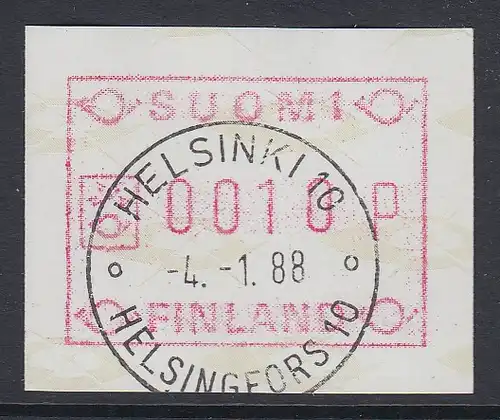 SUOMI
HELSINKI 10
0010 P
-4. -1. 88
FINLAND
HELSINGFORS 10